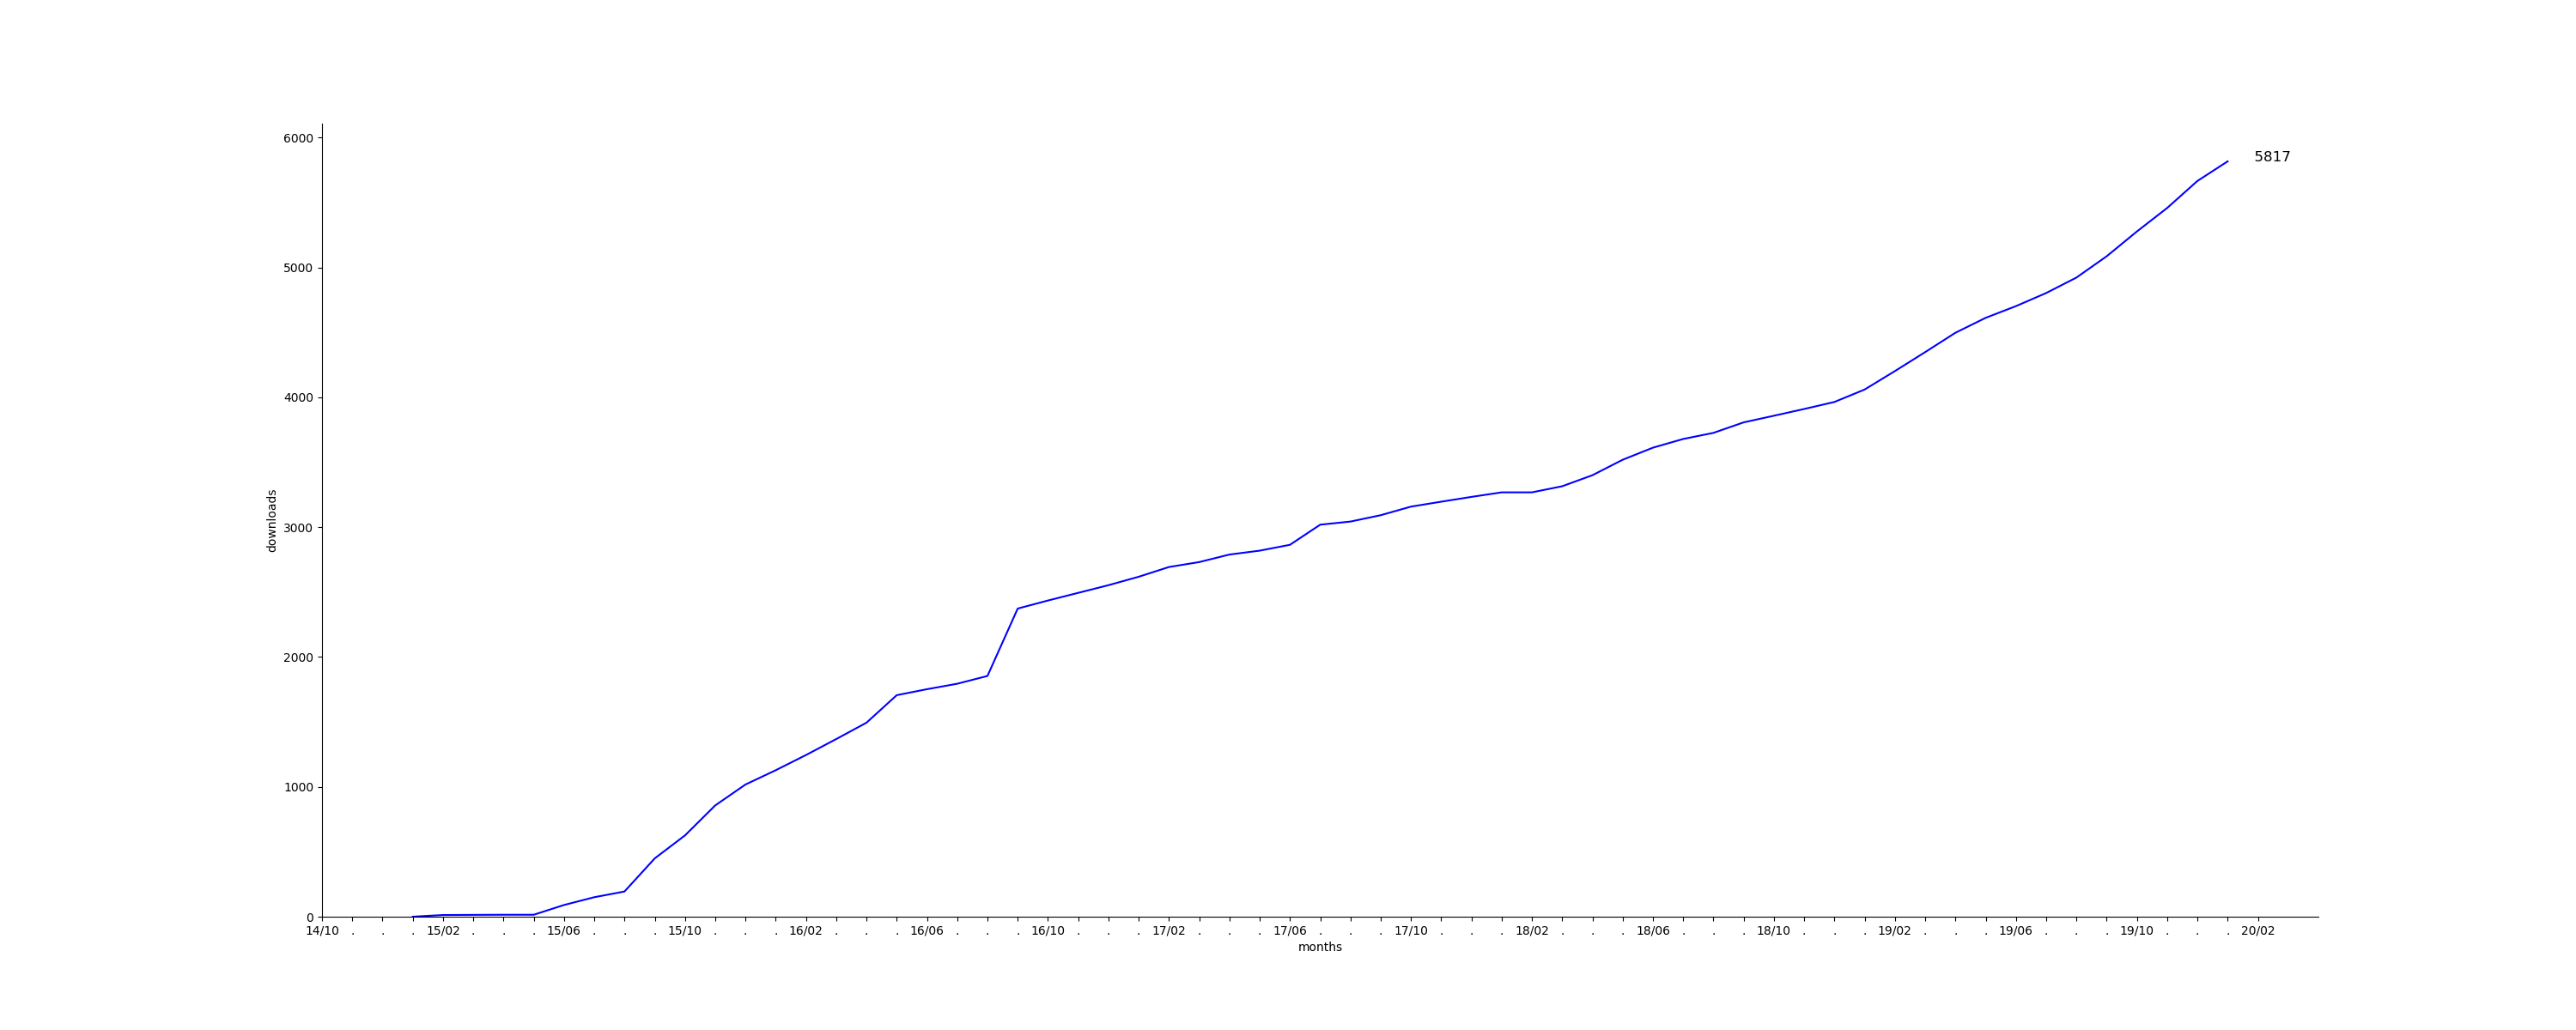 6000
5817
5000
4000
downloads
3000
2000
1000
0
14/10 . . . 15/02 . . . 15/06 . . . 15/10 . . . 16/02 . . . 16/06 . . . 16/10 . . . 17/02 . . . 17/06 . . . 17/10 . . . 18/02 . . . 18/06 . . . 18/10 . . . 19/02 . . . 19/06 . . . 19/10 . . . 20/02
months